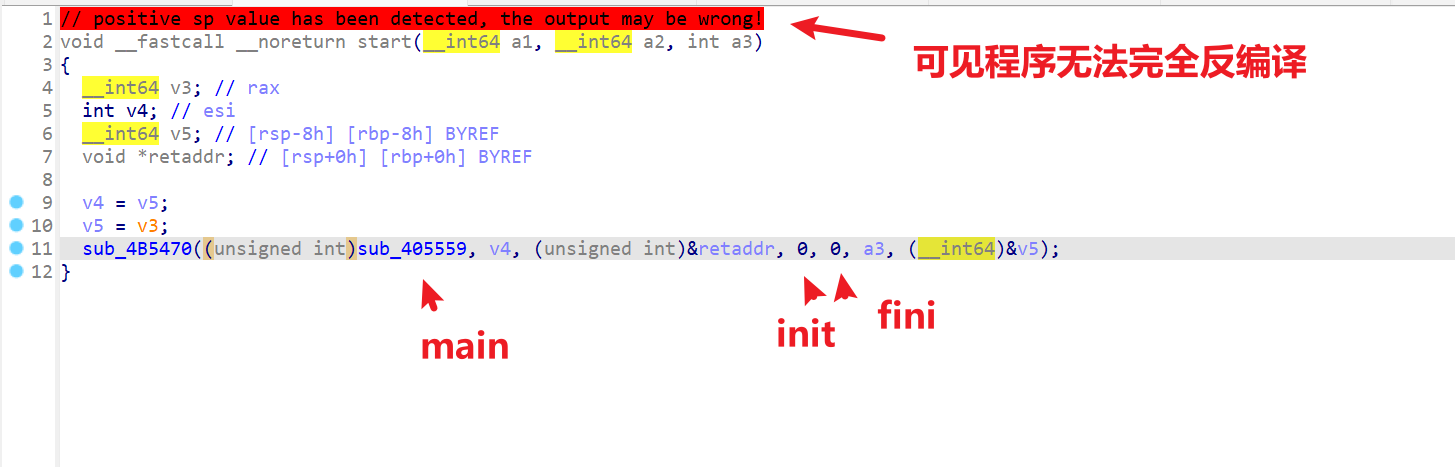 1 // positive sp value has been detected, the output may be wrong!
2 void __fastcall __noreturn start(__int64 a1, __int64 a2, int a3)
可见程序无法完全反编译
3 {
4 __int64 v3; // rax
5 int v4; // esi
6 __int64 v5; // [rsp-8h] [rbp-8h] BYREF
7 void *retaddr; // [rsp+0h] [rbp+0h] BYREF
8
9 v4 = v5;
10 v5 = v3;
11 sub_4B5470((unsigned int)sub_405559, v4, (unsigned int)&retaddr, 0, 0, a3, (__int64)&v5);
12 }
main
init
fini